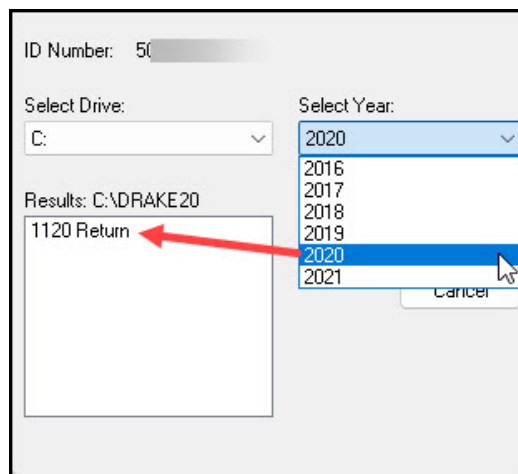 ID Number: 50
Select Drive:
C:
Select Year:
2020
2016
2017
2018
2019
2020
2021
Results: C:\DRAKE20
1120 Return
Cancel